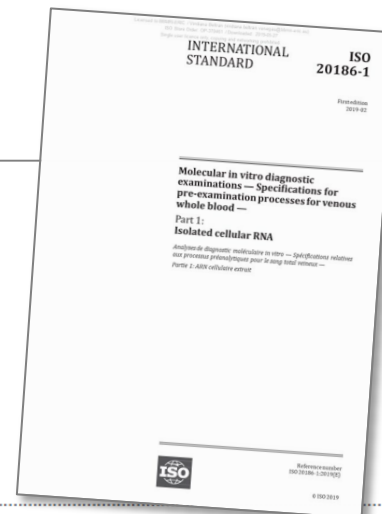 INTERNATIONAL
STANDARD
ISO
20186-1
First edition
2019-02
Molecular in vitro diagnostic
examinations — Specifications for
pre-examination processes for venous
whole blood —
Part 1:
Isolated cellular RNA
Analyses de diagnostic moléculaire in vitro — Spécifications relatives
aux processus préanalytiques pour le sang total veineux —
Partie 1: ARN cellulaire extrait
ISO
Reference number
ISO 20186-1:2019(E)
© ISO 2019